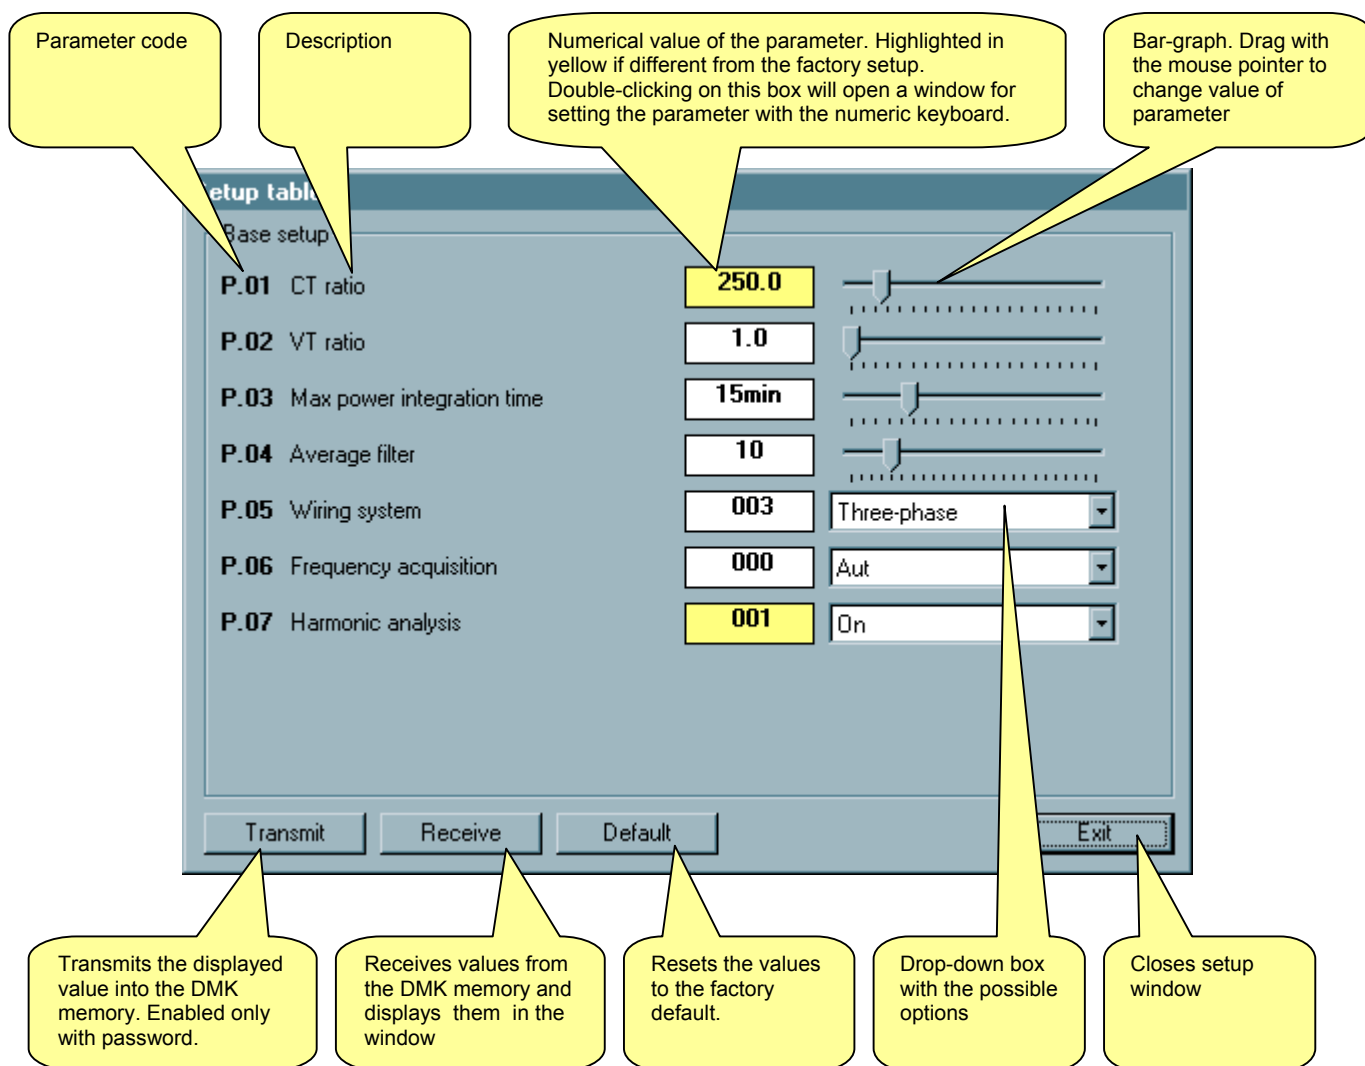 Parameter code
Description
Numerical value of the parameter. Highlighted in
yellow if different from the factory setup.
Double-clicking on this box will open a window for
setting the parameter with the numeric keyboard.
Bar-graph. Drag with
the mouse pointer to
change value of
parameter
etup tabl
Base setup
P.01 CT ratio 250.0
P.02 VT ratio 1.0
P.03 Max power integration time 15min
P.04 Average filter 10
P.05 Wiring system 003 Three-phase
P.06 Frequency acquisition 000 Aut
P.07 Harmonic analysis 001 On
Transmit Receive Default Exit
Transmits the displayed
value into the DMK
memory. Enabled only
with password.
Receives values from
the DMK memory and
displays them in the
window
Resets the values
to the factory
default.
Drop-down box
with the possible
options
Closes setup
window